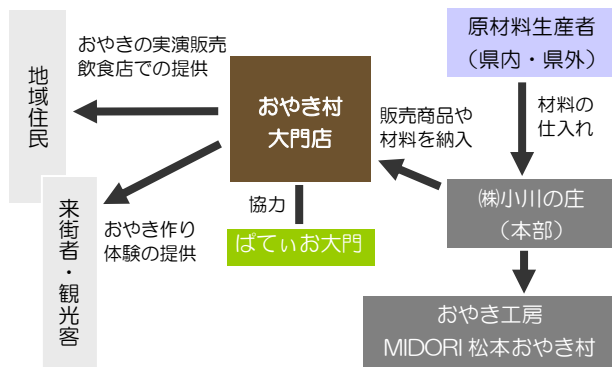 地域住民
おやきの実演販売
飲食店での提供
おやき村
大門店
原材料生産者
（県内・県外）
販売商品や
材料を納入
材料の
仕入れ
来街者・観光客
おやき作り
体験の提供
協力
ぱてぃお大門
㈱小川の庄
（本部）
おやき工房
MIDORI 松本おやき村